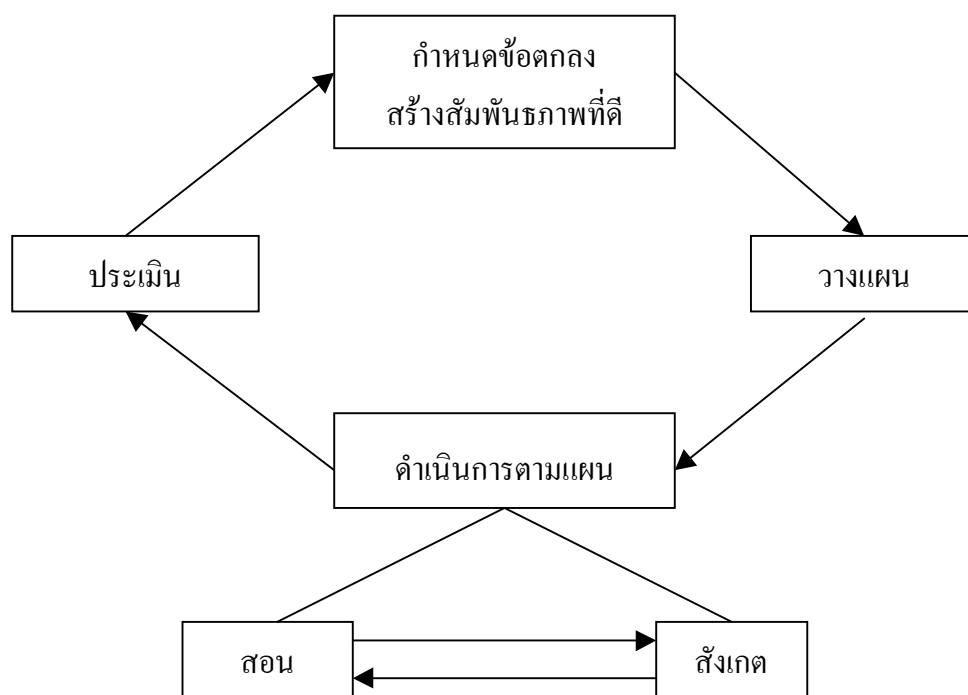 กำหนดข้อตกลง
สร้างสัมพันธภาพที่ดี
ประเมิน
วางแผน
ดำเนินการตามแผน
สอน
สังเกต